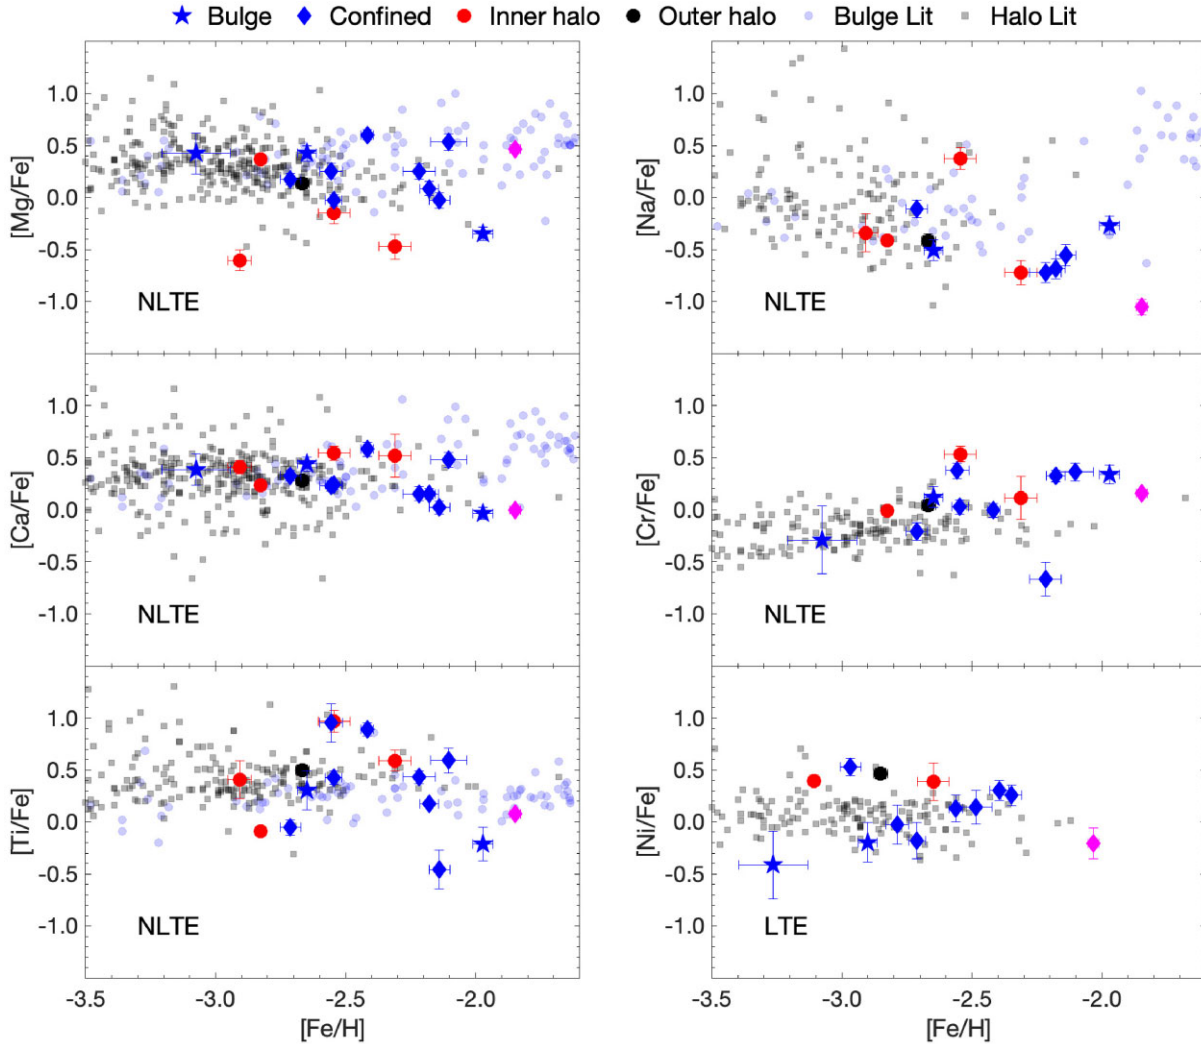 Bulge Confined Inner halo Outer halo Bulge Lit Halo Lit
[Mg/Fe]
1.0
0.5
0.0
-0.5
-1.0
NLTE
[Na/Fe]
1.0
0.5
0.0
-0.5
-1.0
NLTE
[Ca/Fe]
1.0
0.5
0.0
-0.5
-1.0
NLTE
[Cr/Fe]
1.0
0.5
0.0
-0.5
-1.0
NLTE
[Ti/Fe]
1.0
0.5
0.0
-0.5
-1.0
NLTE
-3.5 -3.0 -2.5 -2.0
[Fe/H]
[Ni/Fe]
1.0
0.5
0.0
-0.5
-1.0
LTE
-3.5 -3.0 -2.5 -2.0
[Fe/H]